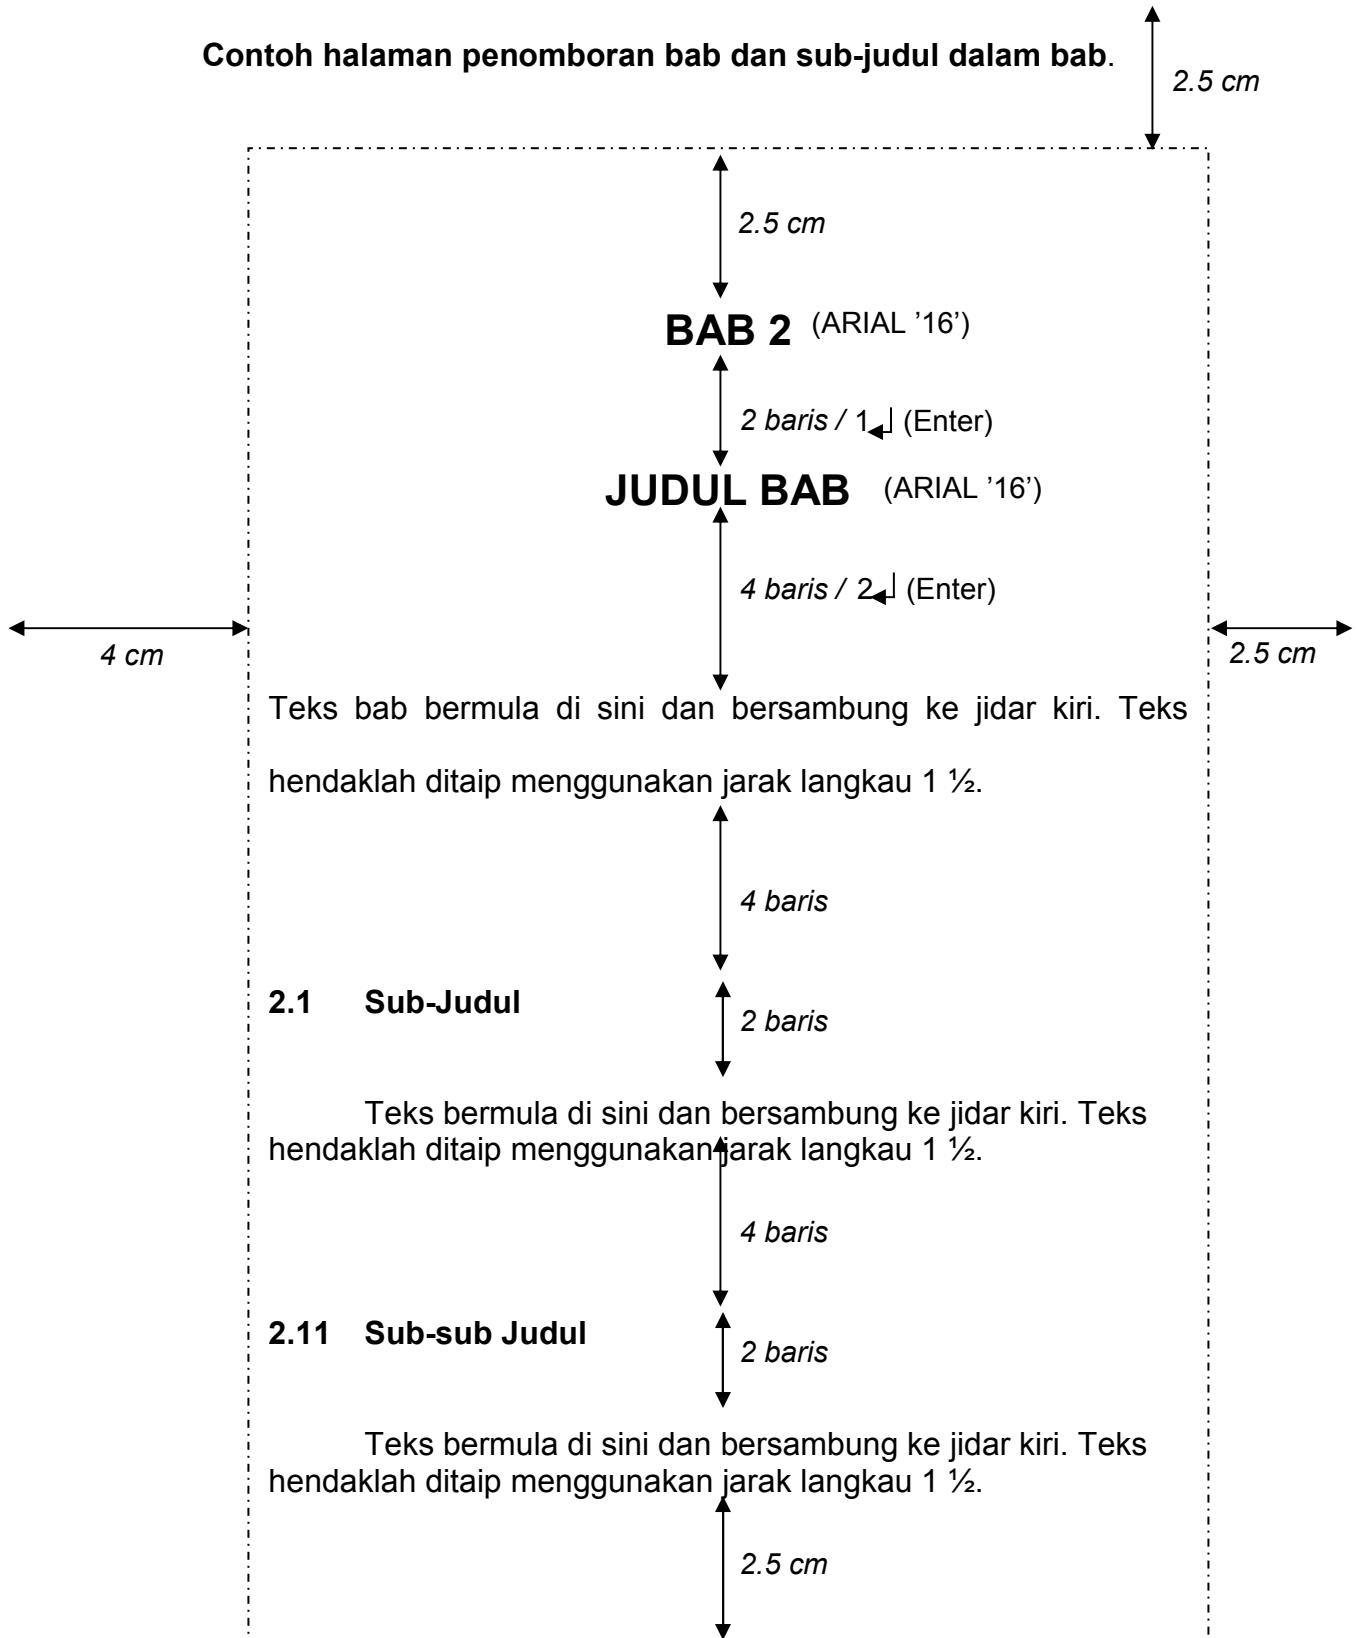 Contoh halaman penomboran bab dan sub-judul dalam bab.
2.5 cm
2.5 cm
BAB 2 (ARIAL ’16’)
2 baris / 1 (Enter)
JUDUL BAB (ARIAL ’16’)
4 baris / 2 (Enter)
4 cm
2.5 cm
Teks bab bermula di sini dan bersambung ke jidar kiri. Teks
hendaklah ditaip menggunakan jarak langkau 1 ½.
4 baris
2.1 Sub-Judul
2 baris
Teks bermula di sini dan bersambung ke jidar kiri. Teks
hendaklah ditaip menggunakan jarak langkau 1 ½.
4 baris
2.11 Sub-sub Judul
2 baris
Teks bermula di sini dan bersambung ke jidar kiri. Teks
hendaklah ditaip menggunakan jarak langkau 1 ½.
2.5 cm